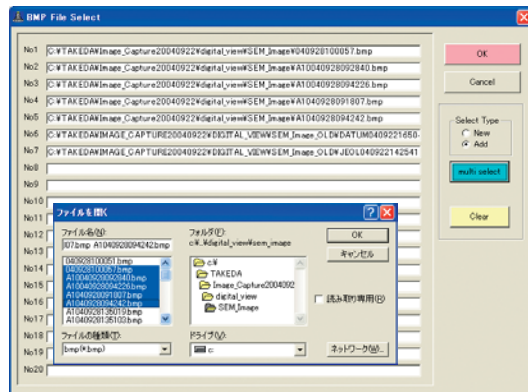 BMP File Select
No1 C:¥TAKEDA¥Image_Capture20040922¥digital_view¥SEM_Image¥040928100057.bmp
No2 C:¥TAKEDA¥Image_Capture20040922¥digital_view¥SEM_Image¥A10040928092840.bmp
No3 C:¥TAKEDA¥Image_Capture20040922¥digital_view¥SEM_Image¥A10040928094226.bmp
No4 C:¥TAKEDA¥Image_Capture20040922¥digital_view¥SEM_Image¥A1040928091807.bmp
No5 C:¥TAKEDA¥Image_Capture20040922¥digital_view¥SEM_Image¥A1040928094242.bmp
No6 C:¥TAKEDA¥IMAGE_CAPTURE20040922¥DIGITAL_VIEW¥SEM_Image_OLD¥DATUM0409221650-
No7 C:¥TAKEDA¥IMAGE_CAPTURE20040922¥DIGITAL_VIEW¥SEM_Image_OLD¥JEOL040922142541
No8
No9
No10
No11
No12
No13
No14
No15
No16
No17
No18
No19
No20
OK
Cancel
Select Type
New
Add
multi select
Clear
ファイルを開く
ファイル名(N):
07.bmp A1040928094242.bmp
040928100051.bmp
040928100057.bmp
A10040928092840.bmp
A10040928094226.bmp
A1040928091807.bmp
A1040928094242.bmp
A1040928135019.bmp
A1040928135103.bmp
ファイルの種類(T):
bmp(*.bmp)
フォルダ(F):
c:¥..¥digital_view¥sem_image
c:¥
TAKEDA
Image_Capture2004092
digital_view
SEM_Image
ドライブ(V):
c:
OK
キャンセル
読み取り専用(R)
ネットワーク(W)...